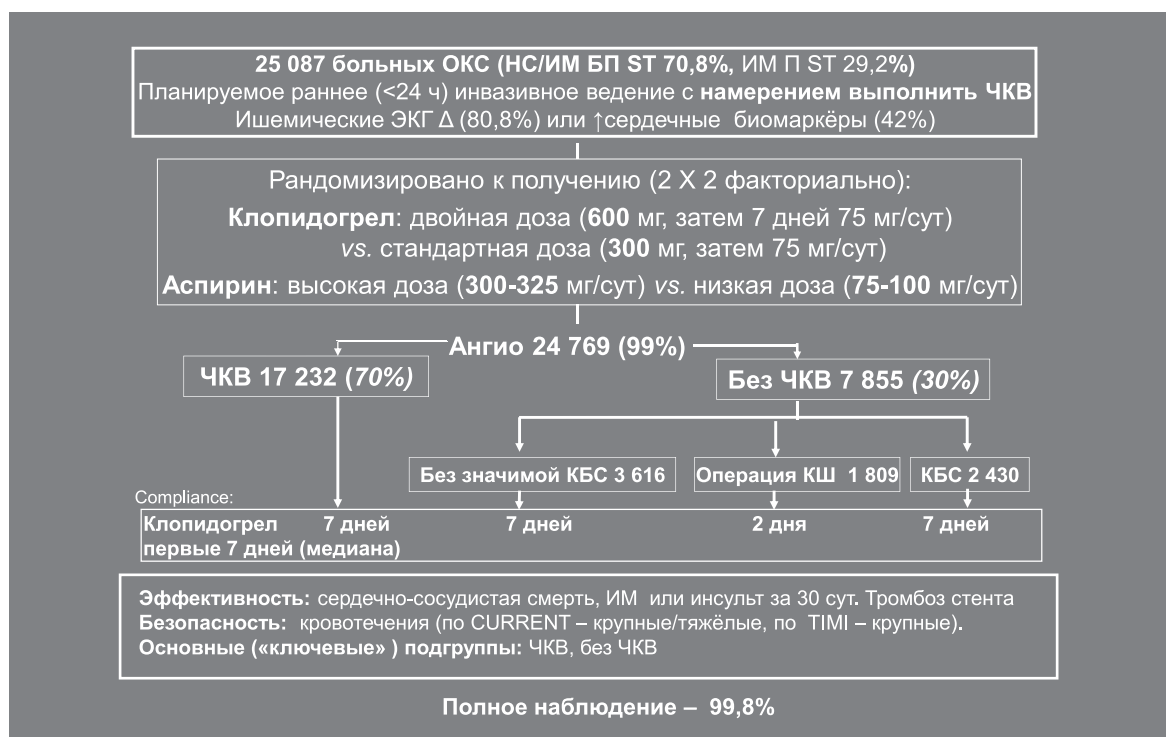 25 087 больных ОКС (НС/ИМ БП ST 70,8%, ИМ П ST 29,2%)
Планируемое раннее (<24 ч) инвазивное ведение с намерением выполнить ЧКВ
Ишемические ЭКГ Δ (80,8%) или ↑сердечные биомаркёры (42%)
Рандомизировано к получению (2 X 2 факториально):
Клопидогрел: двойная доза (600 мг, затем 7 дней 75 мг/сут)
vs. стандартная доза (300 мг, затем 75 мг/сут)
Аспирин: высокая доза (300-325 мг/сут) vs. низкая доза (75-100 мг/сут)
Ангио 24 769 (99%)
ЧКВ 17 232 (70%)
Без ЧКВ 7 855 (30%)
Без значимой КБС 3 616
Операция КШ 1 809
КБС 2 430
Compliance:
Клопидогрел 7 дней 7 дней 2 дня 7 дней
первые 7 дней (медиана)
Эффективность: сердечно-сосудистая смерть, ИМ или инсульт за 30 сут. Тромбоз стента
Безопасность: кровотечения (по CURRENT – крупные/тяжёлые, по TIMI – крупные).
Основные («ключевые» ) подгруппы: ЧКВ, без ЧКВ
Полное наблюдение – 99,8%